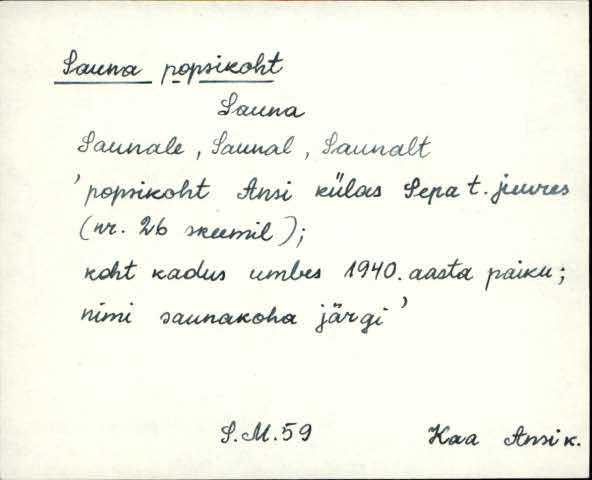 Sauna popsikoht
Sauna
Saunale, Saunal, Saunalt
'popsikoht Ansi külas Sepa t. juures
(nr. 26 skeemil);
koht kadus umbes 1940. aasta paiku;
nimi saunakoha järgi'
S.M. 59 Kaa Ansi k.